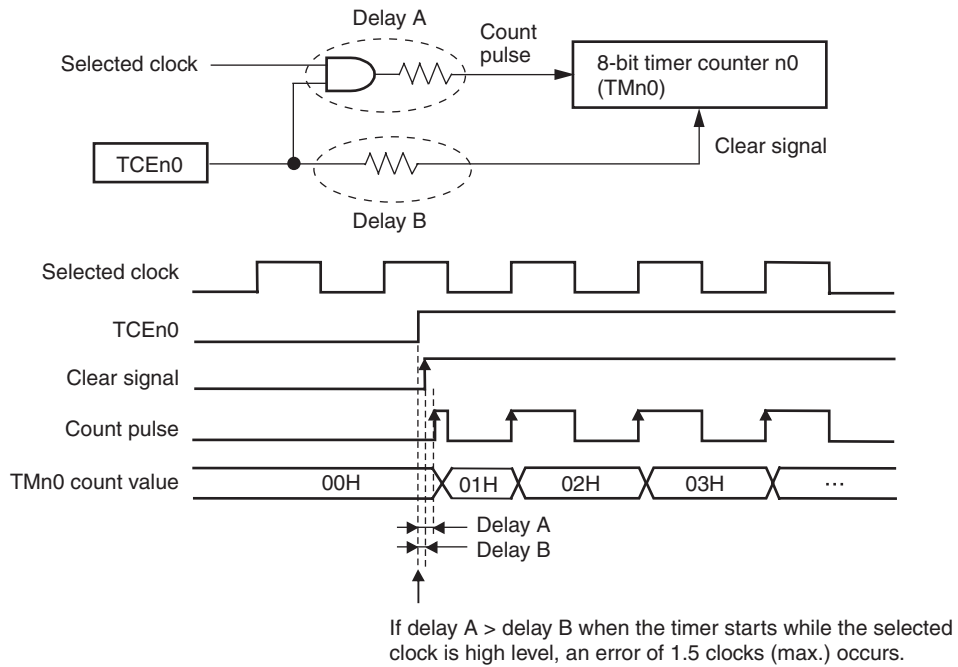 Delay A
Count
pulse
Selected clock
8-bit timer counter n0
(TMn0)
Clear signal
TCEn0
Delay B
Selected clock
TCEn0
Clear signal
Count pulse
TMn0 count value
00H
01H
02H
03H
...
Delay A
Delay B
If delay A > delay B when the timer starts while the selected
clock is high level, an error of 1.5 clocks (max.) occurs.